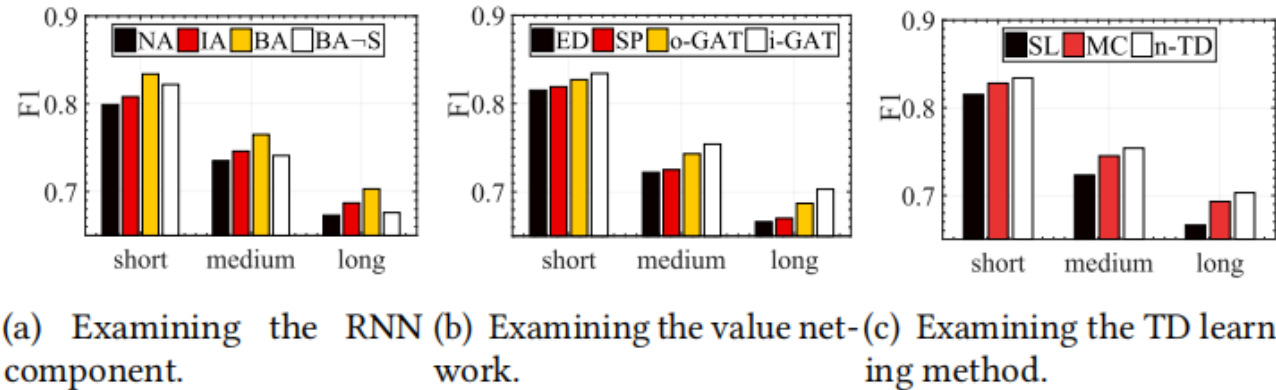 0.9
NA IA BA BA¬S
F1
0.8
0.7
short medium long
(a) Examining the RNN
component.
0.9
ED SP o-GAT i-GAT
F1
0.8
0.7
short medium long
(b) Examining the value net-
work.
0.9
SL MC n-TD
F1
0.8
0.7
short medium long
(c) Examining the TD learn
ing method.